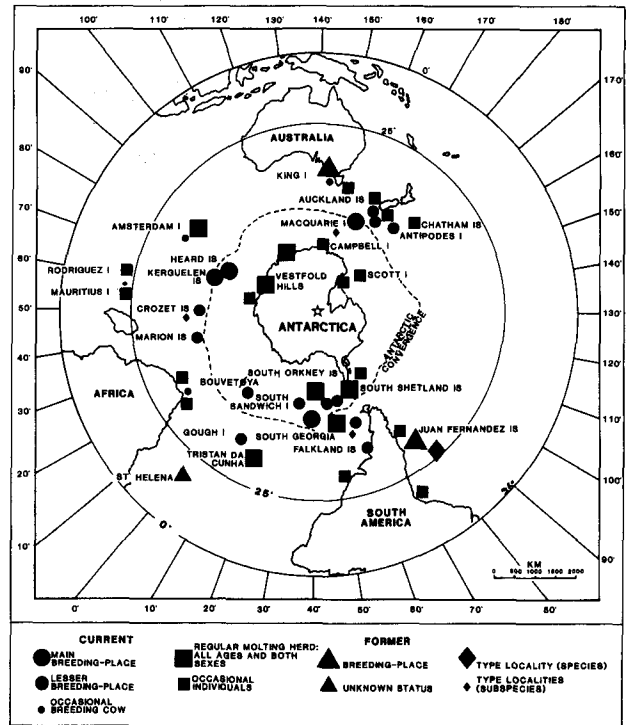 100° 110° 120° 130° 140° 150° 160° 170° 180°
90°
80°
70°
60°
50°
40°
30°
20°
10°
0°
170°
160°
150°
140°
130°
120°
110°
100°
90°
0° 10° 20° 30° 40° 50° 60° 70° 80°
0°
25°
AUSTRALIA
KING I
AUCKLAND IS
MACQUARIE I
CHATHAM IS
ANTIPODES I
CAMPBELL I
AMSTERDAM I
HEARD IS
KERGUELEN IS
RODRIGUEZ I
MAURITIUS I
VESTFOLD HILLS
SCOTT I
CROZET IS
MARION IS
ANTARCTICA
ANTARCTIC CONVERGENCE
AFRICA
BOUVETØYA
SOUTH ORKNEY IS
SOUTH SHETLAND IS
SOUTH SANDWICH I
SOUTH GEORGIA
GOUGH I
TRISTAN DA CUNHA
FALKLAND IS
JUAN FERNANDEZ IS
ST HELENA
25°
0°
SOUTH AMERICA
KM
0 500 1000 1500 2000
CURRENT
MAIN BREEDING-PLACE
LESSER BREEDING-PLACE
OCCASIONAL BREEDING COW
REGULAR MOLTING HERD: ALL AGES AND BOTH SEXES
OCCASIONAL INDIVIDUALS
FORMER
BREEDING-PLACE
UNKNOWN STATUS
TYPE LOCALITY (SPECIES)
TYPE LOCALITIES (SUBSPECIES)